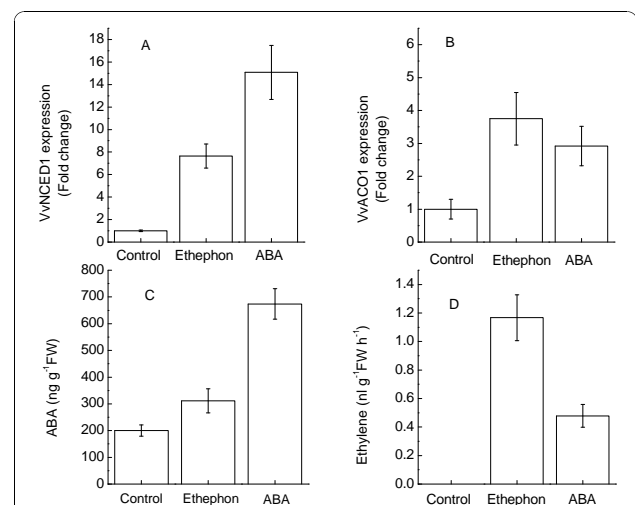 A
VvNCED1 expression
(Fold change)
18
16
14
12
10
8
6
4
2
0
Control Ethephon ABA
B
VvACO1 expression
(Fold change)
6
5
4
3
2
1
0
Control Ethephon ABA
C
ABA (ng g-1FW)
800
700
600
500
400
300
200
100
0
Control Ethephon ABA
D
Ethylene (nl g-1FW h-1)
1.4
1.2
1.0
0.8
0.6
0.4
0.2
0.0
Control Ethephon ABA